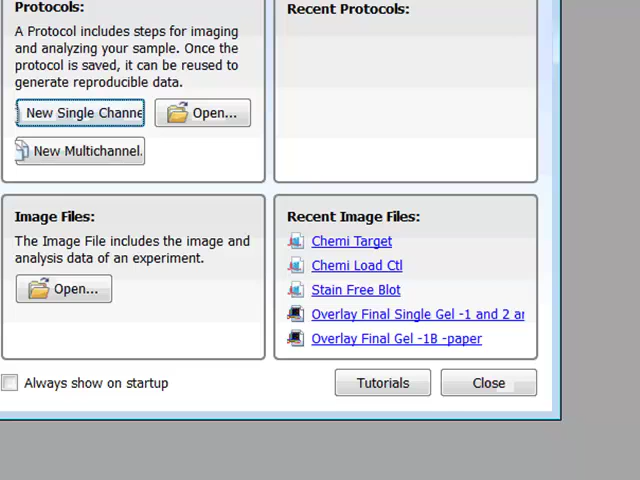 Protocols:
A Protocol includes steps for imaging
and analyzing your sample. Once the
protocol is saved, it can be reused to
generate reproducible data.
New Single Channe
Open...
New Multichannel.
Recent Protocols:
Image Files:
The Image File includes the image and
analysis data of an experiment.
Open...
Recent Image Files:
Chemi Target
Chemi Load Ctl
Stain Free Blot
Overlay Final Single Gel -1 and 2 ar
Overlay Final Gel -1B -paper
Always show on startup
Tutorials
Close